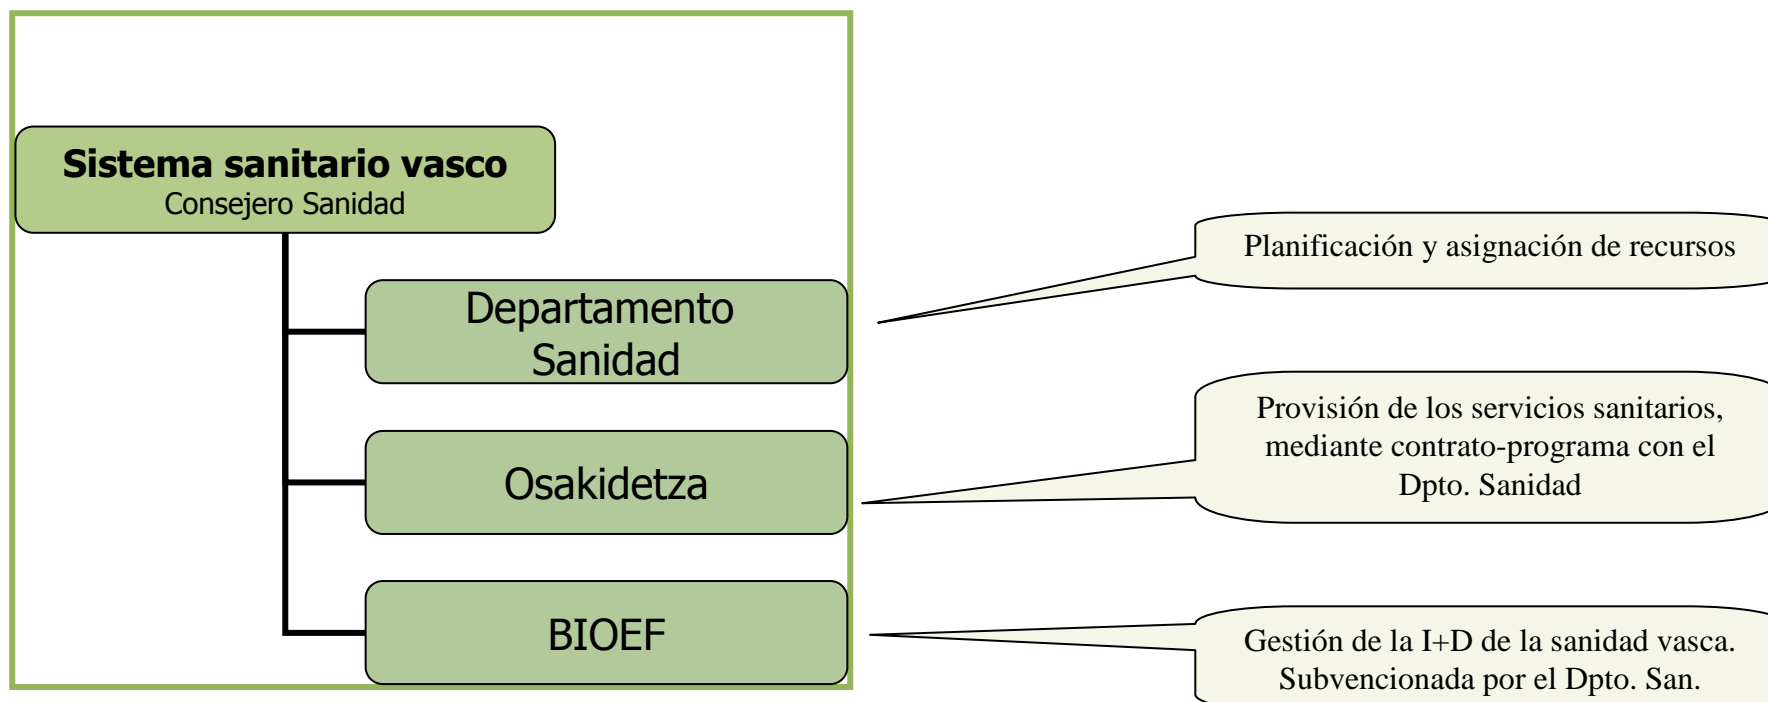 Sistema sanitario vasco
Consejero Sanidad
Departamento
Sanidad
Osakidetza
BIOEF
Planificación y asignación de recursos
Provisión de los servicios sanitarios,
mediante contrato-programa con el
Dpto. Sanidad
Gestión de la I+D de la sanidad vasca.
Subvencionada por el Dpto. San.